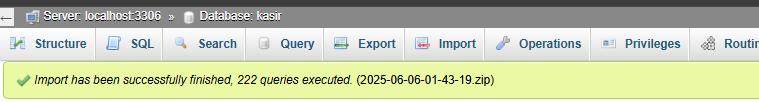 Server: localhost:3306 » Database: kasir
Structure SQL Search Query Export Import Operations Privileges
Import has been successfully finished, 222 queries executed. (2025-06-06-01-43-19.zip)